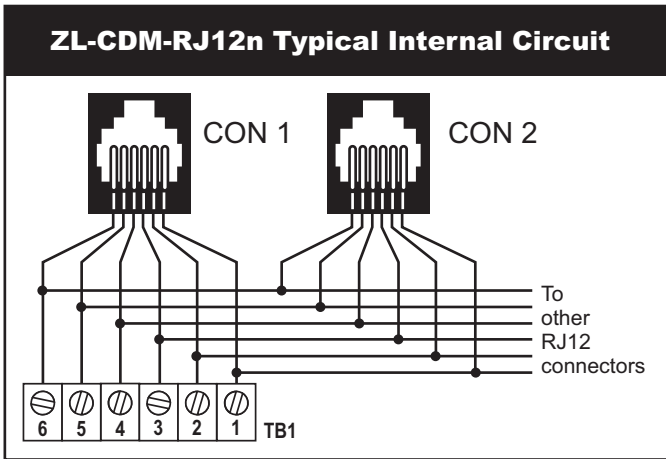 ZL-CDM-RJ12n Typical Internal Circuit
CON 1
CON 2
To
other
RJ12
connectors
6 5 4 3 2 1 TB1